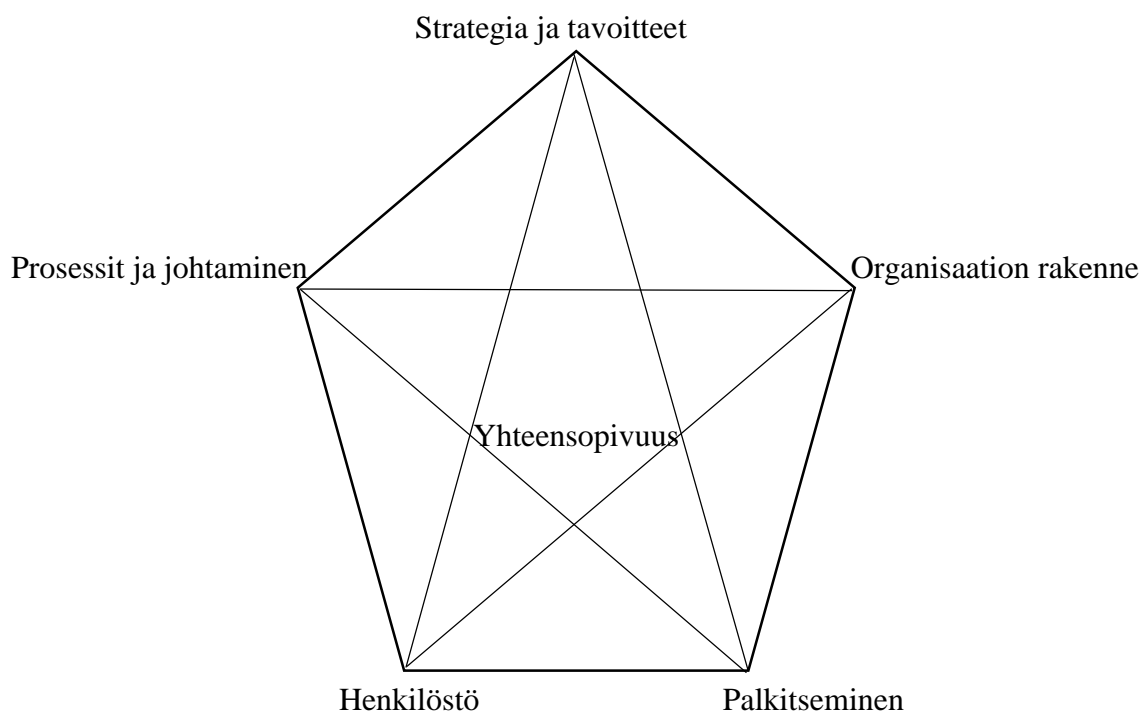 Strategia ja tavoitteet
Prosessit ja johtaminen
Organisaation rakenne
Yhteensopivuus
Henkilöstö
Palkitseminen